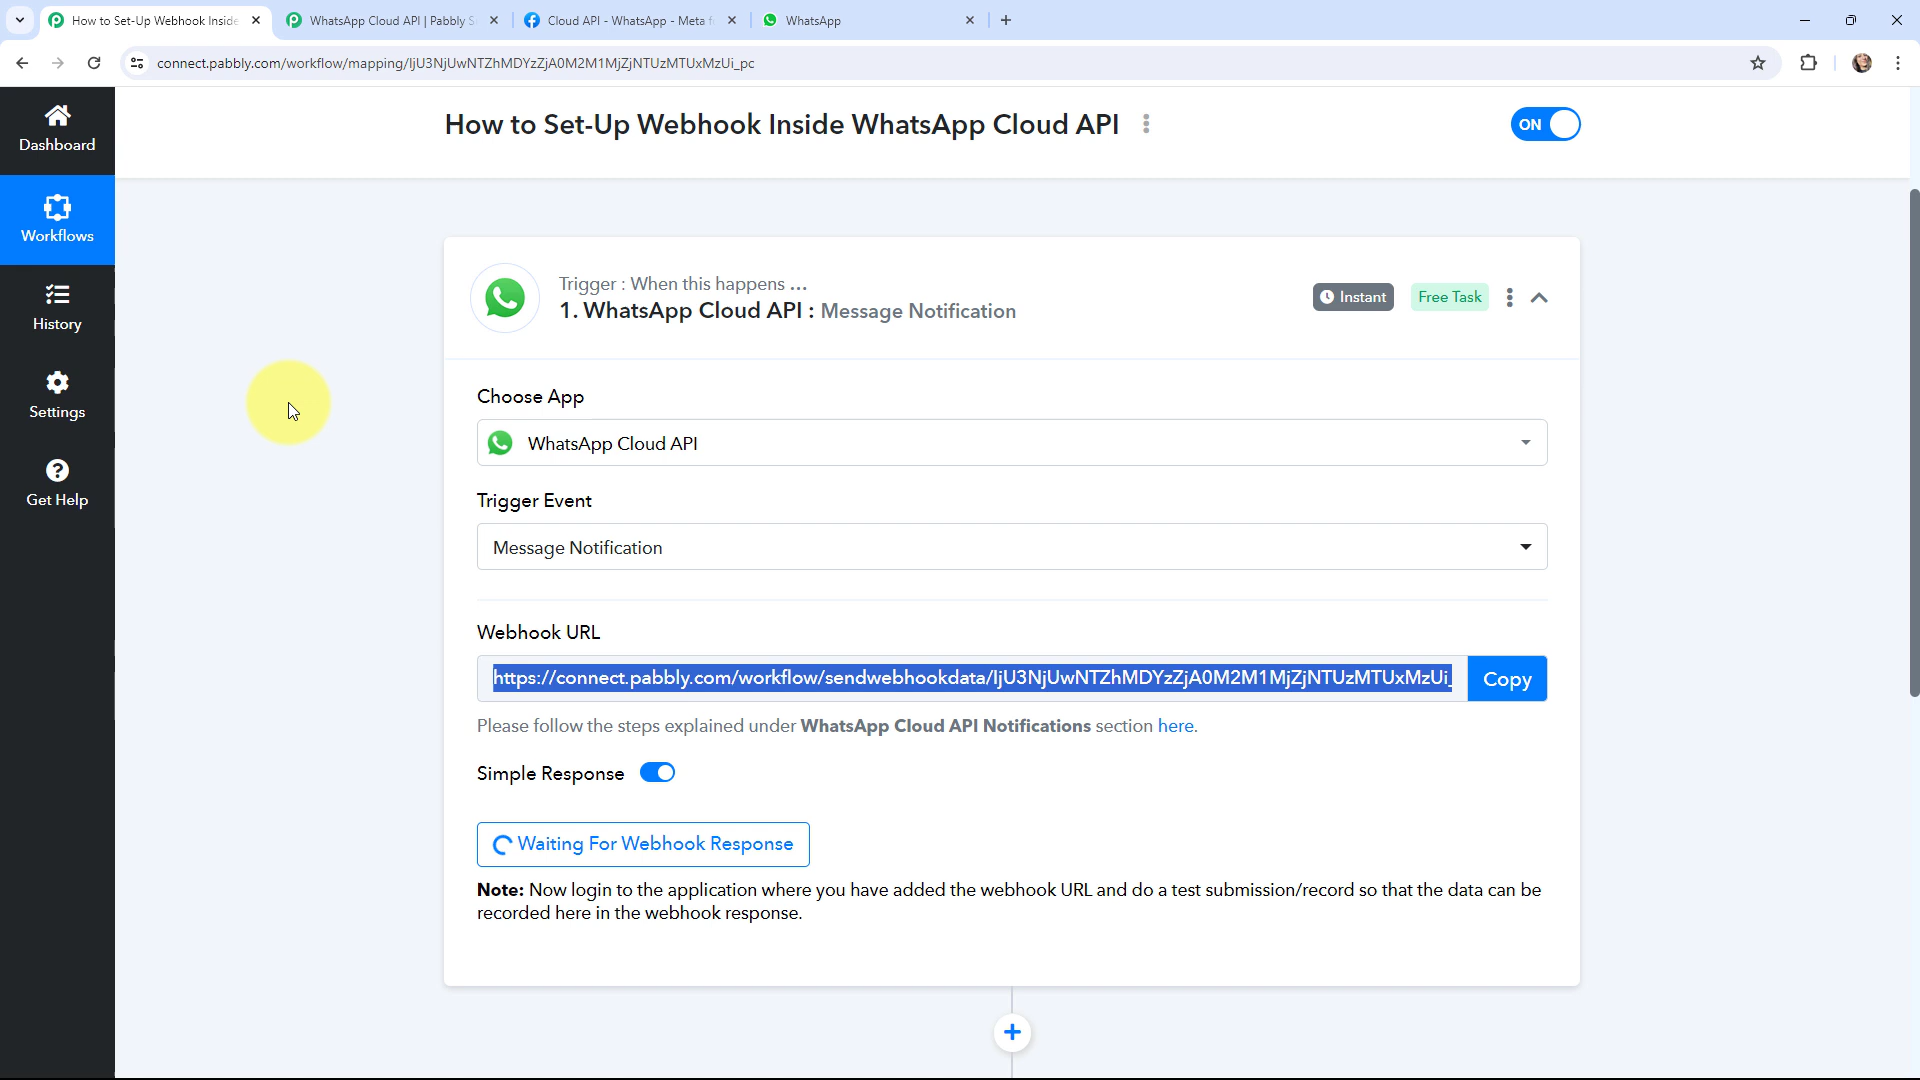 How to Set-Up Webhook Inside
WhatsApp Cloud API | Pabbly S
Cloud API - WhatsApp - Meta f
WhatsApp
connect.pabbly.com/workflow/mapping/IjU3NjUwNTZhMDYzZjA0M2M1MjZjNTUzMTUxMzUi_pc
Dashboard
Workflows
History
Settings
Get Help
How to Set-Up Webhook Inside WhatsApp Cloud API
ON
Trigger : When this happens ...
1. WhatsApp Cloud API : Message Notification
Instant
Free Task
Choose App
WhatsApp Cloud API
Trigger Event
Message Notification
Webhook URL
https://connect.pabbly.com/workflow/sendwebhookdata/IjU3NjUwNTZhMDYzZjA0M2M1MjZjNTUzMTUxMzUi_
Copy
Please follow the steps explained under WhatsApp Cloud API Notifications section here.
Simple Response
Waiting For Webhook Response
Note: Now login to the application where you have added the webhook URL and do a test submission/record so that the data can be
recorded here in the webhook response.